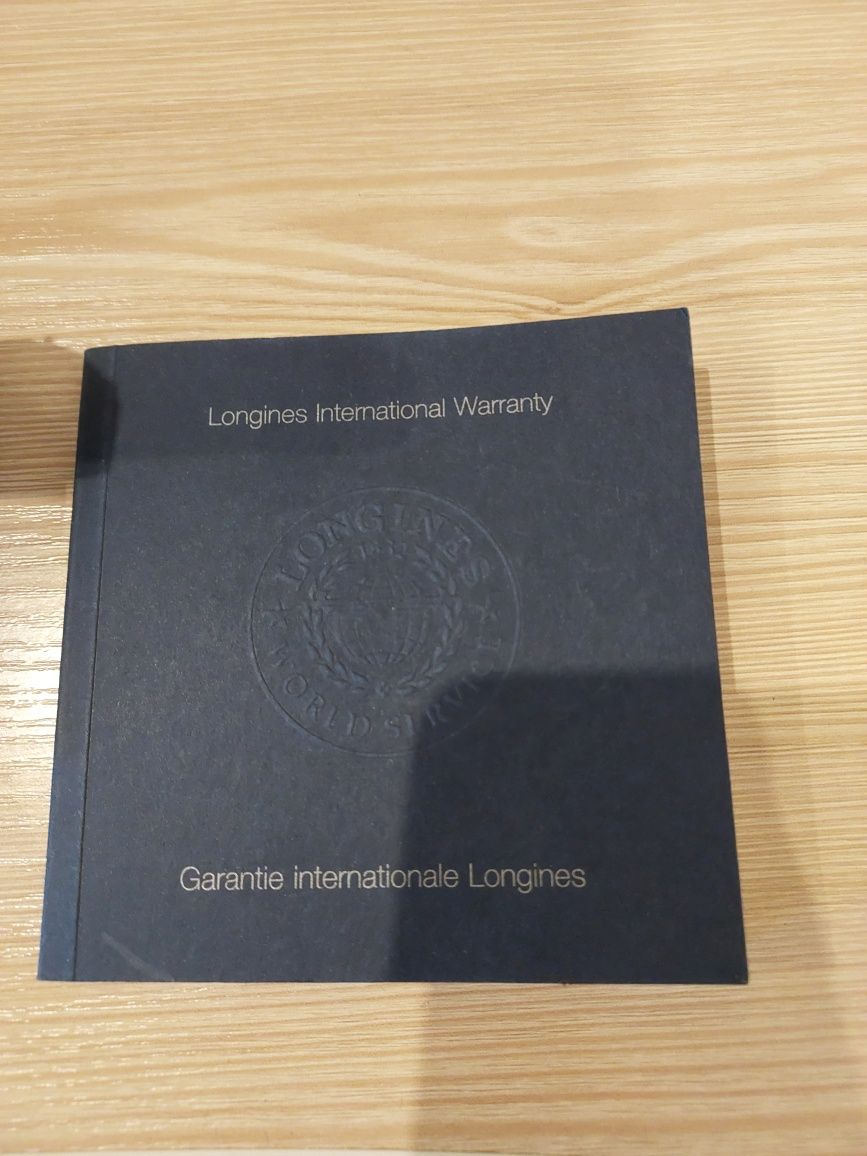 Longines International Warranty
LONGINES
WORLD SERVICE
Garantie internationale Longines